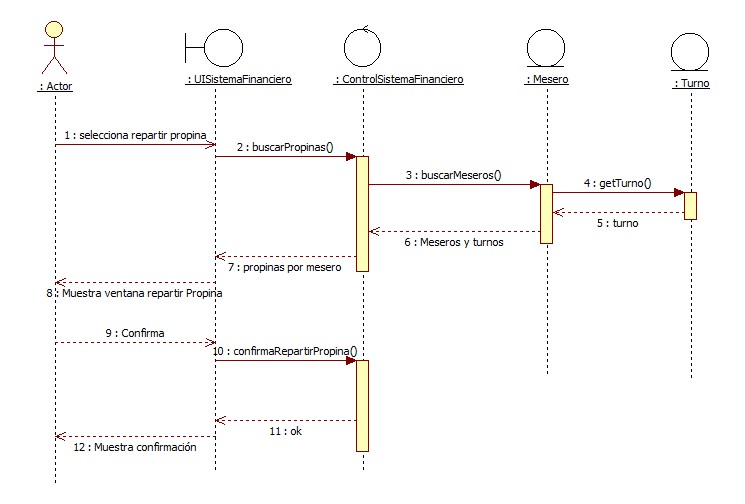 : Actor
: UISistemaFinanciero
: ControlSistemaFinanciero
: Mesero
: Turno
1 : selecciona repartir propina
2 : buscarPropinas()
3 : buscarMeseros()
4 : getTurno()
5 : turno
6 : Meseros y turnos
7 : propinas por mesero
8 : Muestra ventana repartir Propina
9 : Confirma
10 : confirmaRepartirPropina()
11 : ok
12 : Muestra confirmación